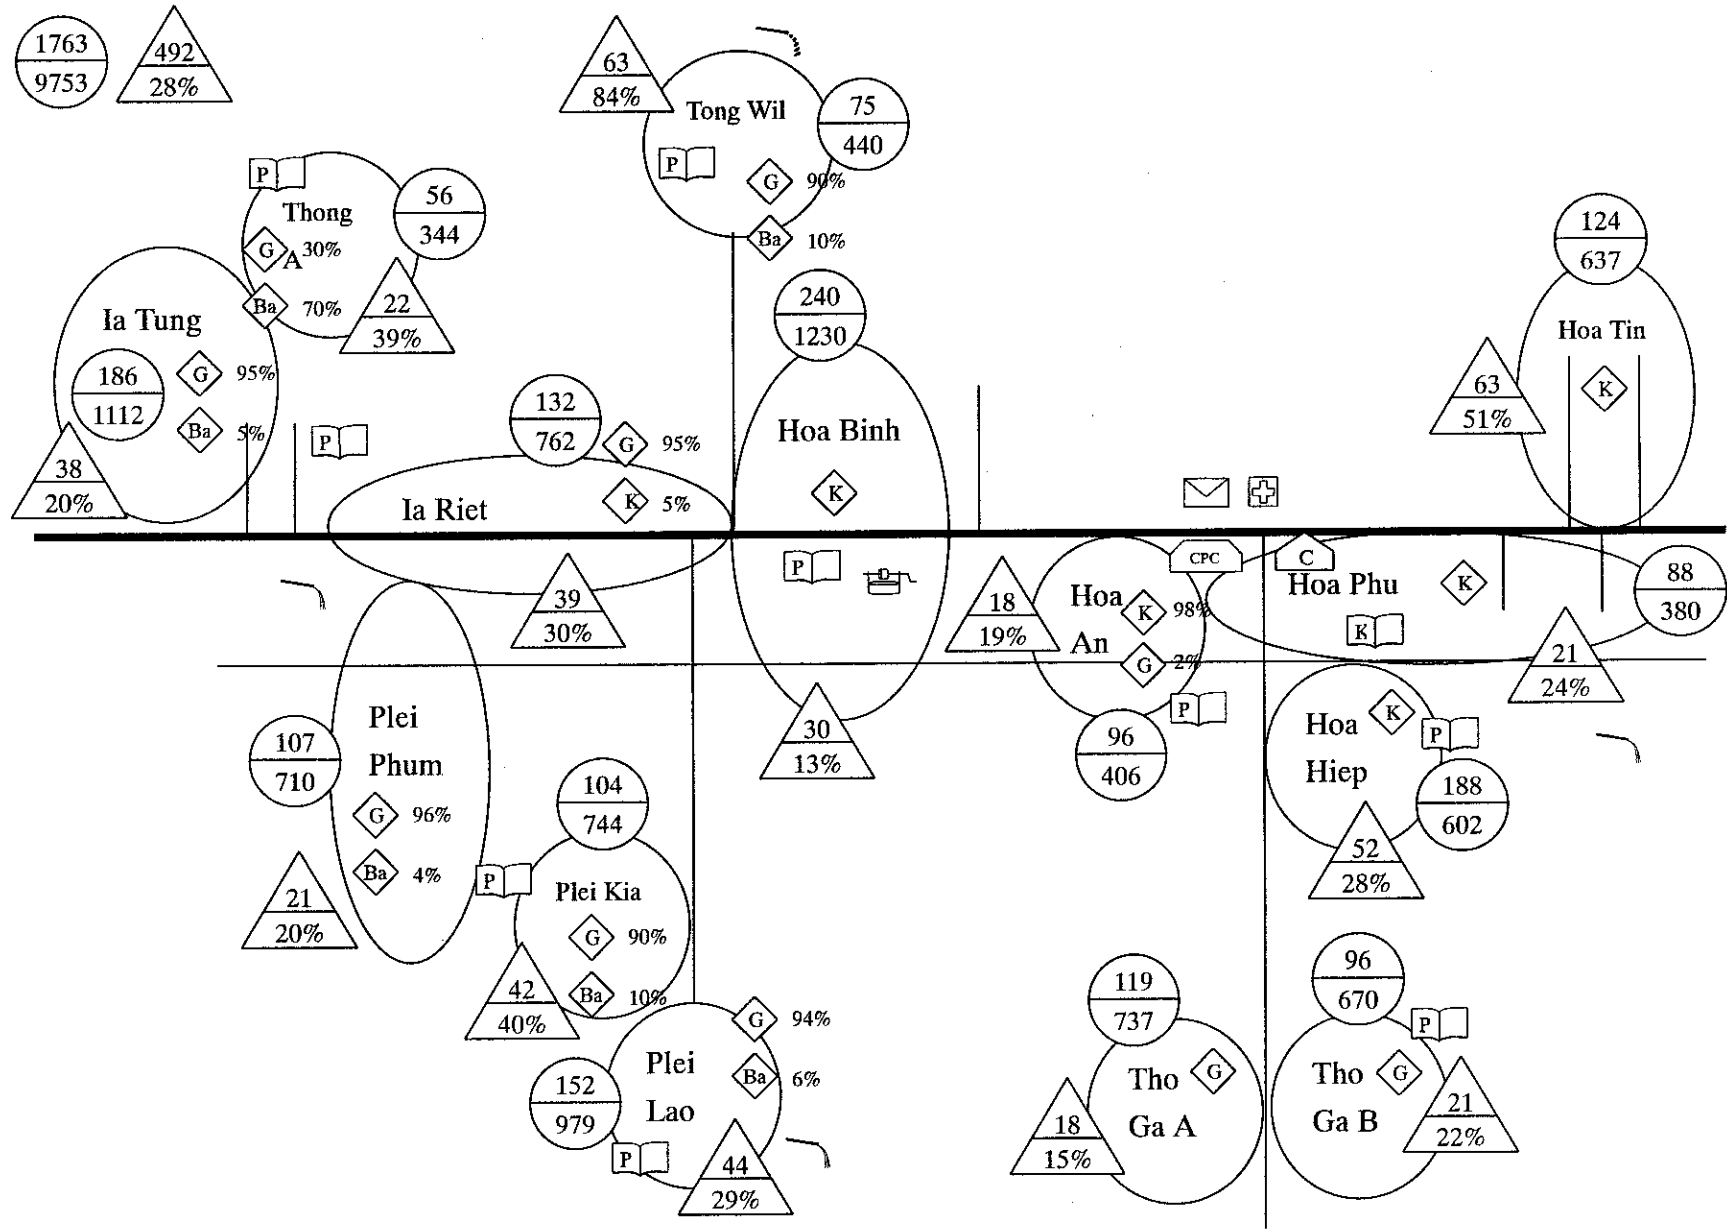 1763
9753
492
28%
63
84%
Tong Wil
75
440
P
G 90%
Ba 10%
P
Thong
A
56
344
G 30%
Ba 70%
22
39%
Ia Tung
186
1112
G 95%
Ba 5%
38
20%
P
132
762
G 95%
K 5%
Ia Riet
39
30%
240
1230
Hoa Binh
K
P
30
13%
124
637
Hoa Tin
K
63
51%
CPC
C
18
19%
Hoa
An
K 98%
G 2%
P
96
406
Hoa Phu
K
K
88
380
21
24%
Hoa
Hiep
K
P
188
602
52
28%
Plei
Phum
107
710
G 96%
Ba 4%
21
20%
104
744
P
Plei Kia
G 90%
Ba 10%
42
40%
Plei
Lao
G 94%
Ba 6%
152
979
P
44
29%
119
737
Tho
Ga A
G
18
15%
96
670
P
Tho
Ga B
G
21
22%